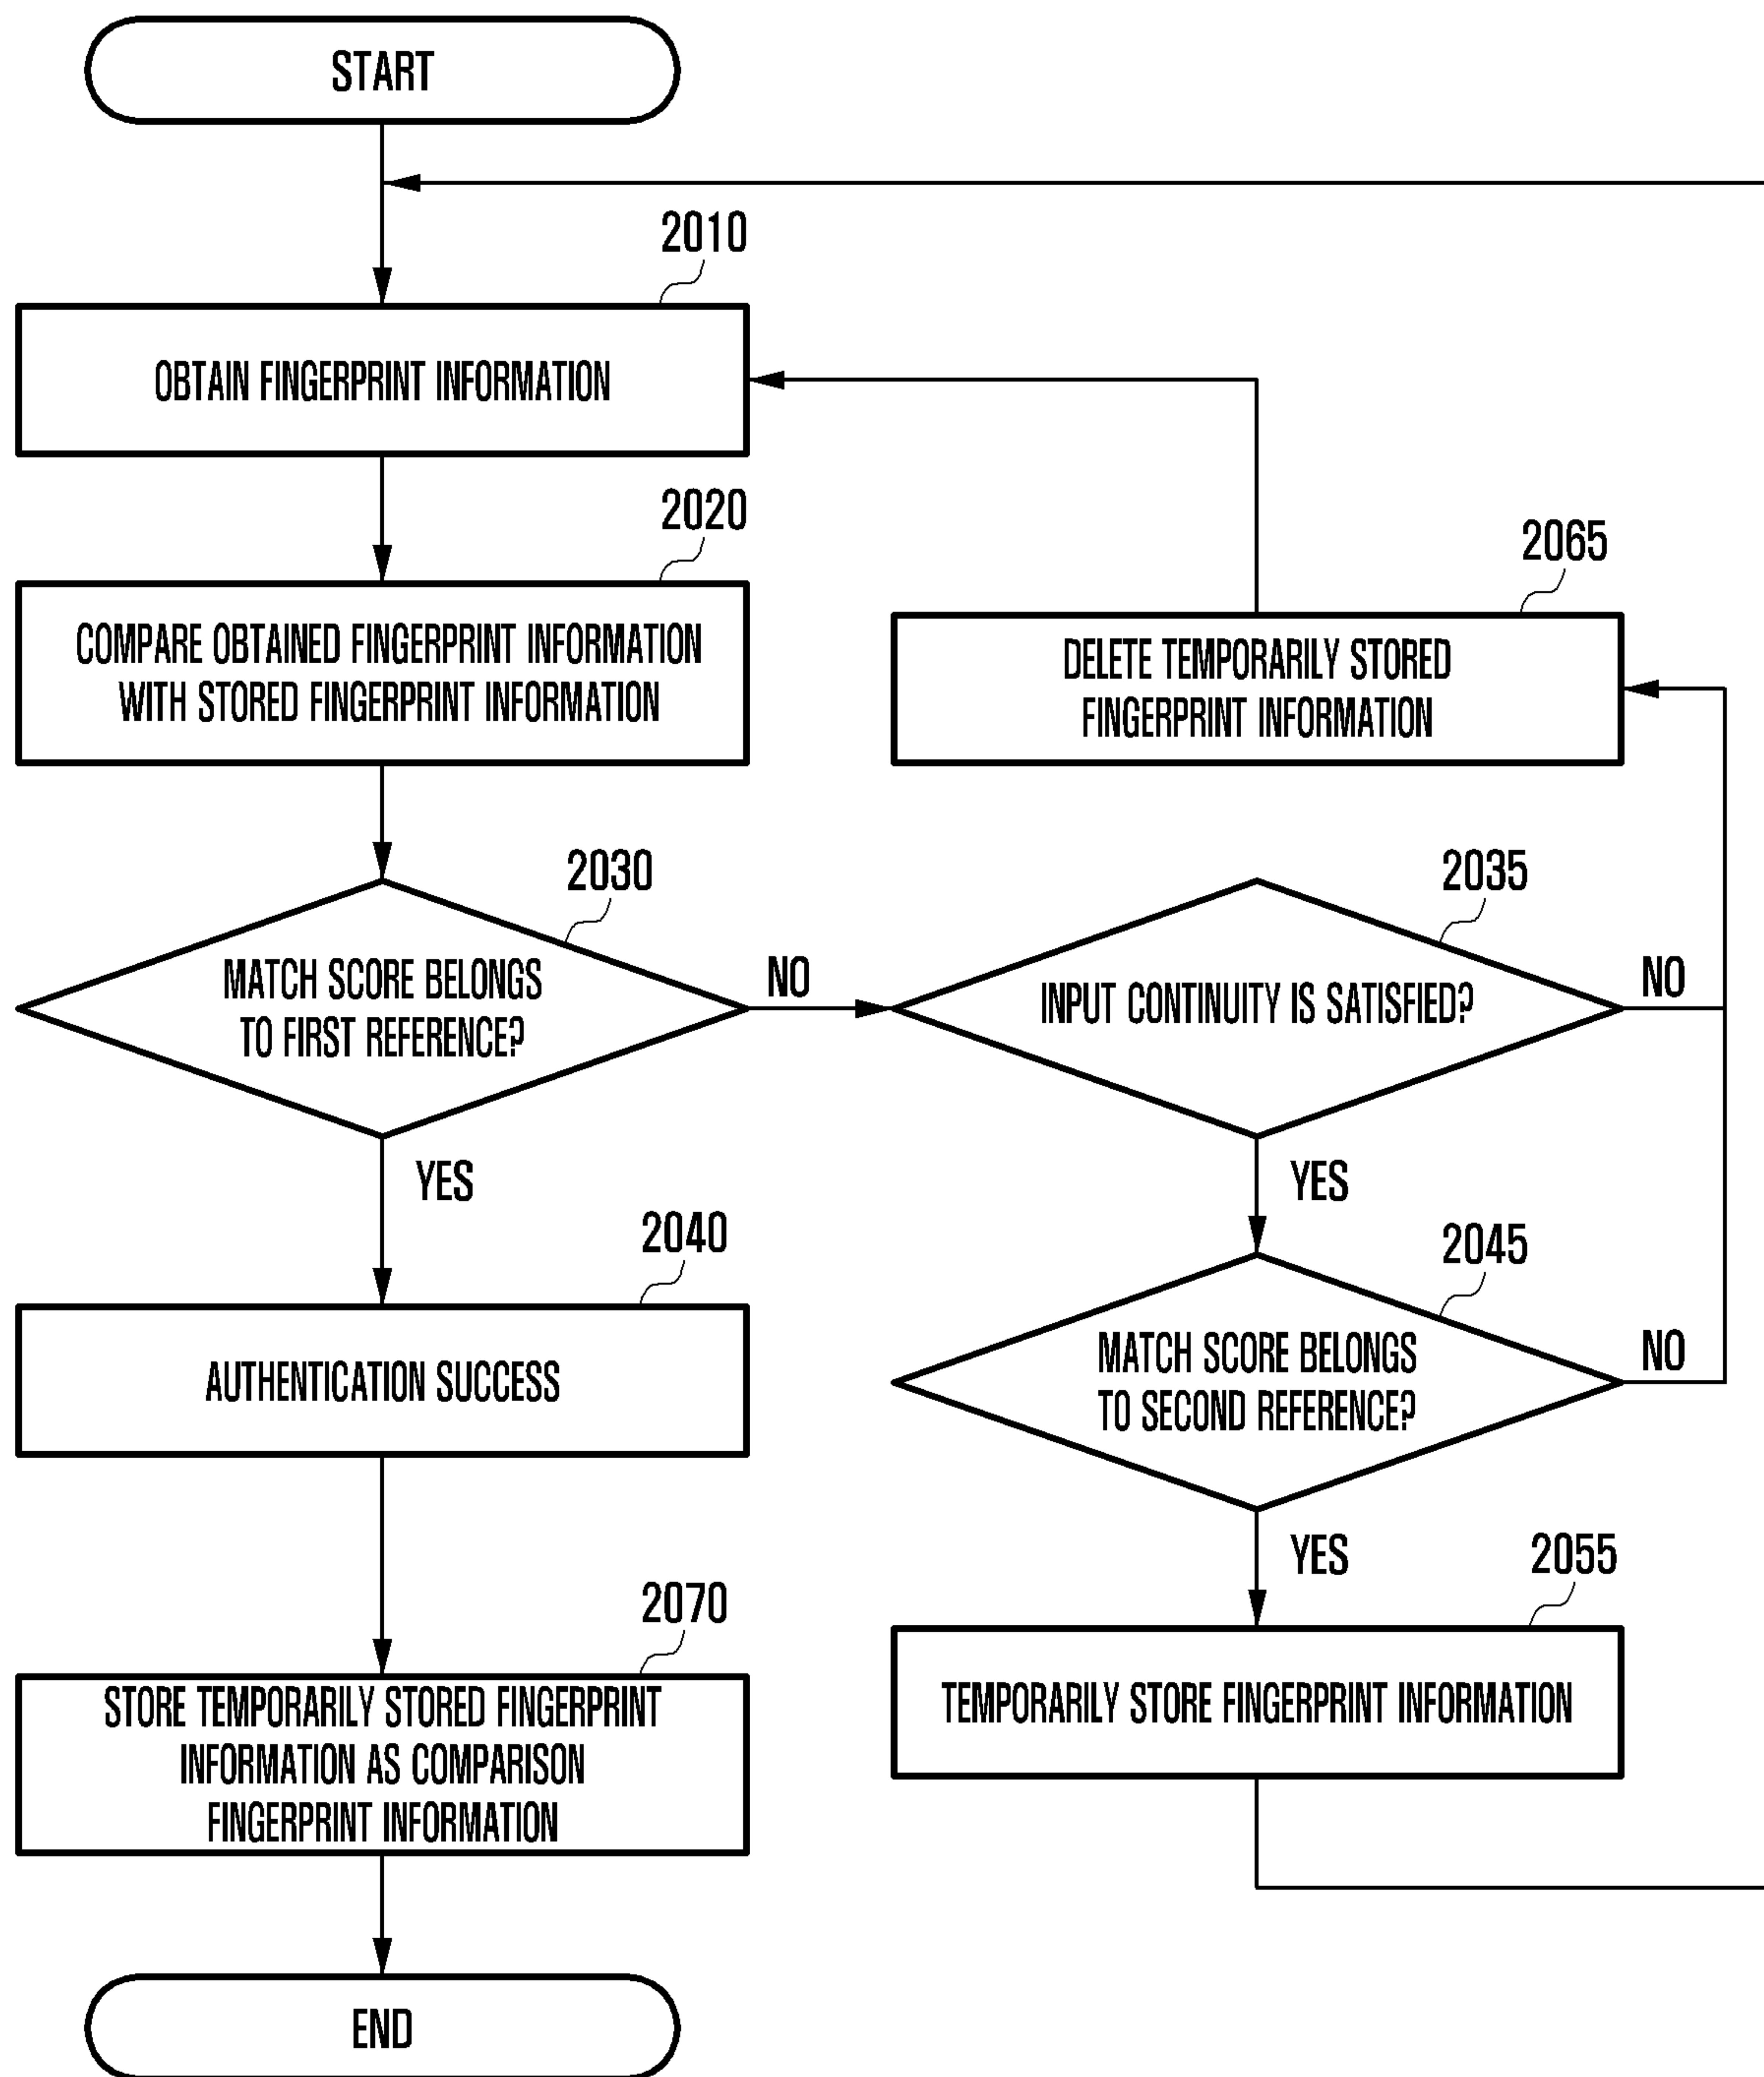 START
2010
OBTAIN FINGERPRINT INFORMATION
2020
COMPARE OBTAINED FINGERPRINT INFORMATION
WITH STORED FINGERPRINT INFORMATION
2065
DELETE TEMPORARILY STORED
FINGERPRINT INFORMATION
2030
MATCH SCORE BELONGS
TO FIRST REFERENCE?
NO
2035
INPUT CONTINUITY IS SATISFIED?
NO
YES
YES
2040
AUTHENTICATION SUCCESS
2045
MATCH SCORE BELONGS
TO SECOND REFERENCE?
NO
YES
2055
TEMPORARILY STORE FINGERPRINT INFORMATION
2070
STORE TEMPORARILY STORED FINGERPRINT
INFORMATION AS COMPARISON
FINGERPRINT INFORMATION
END